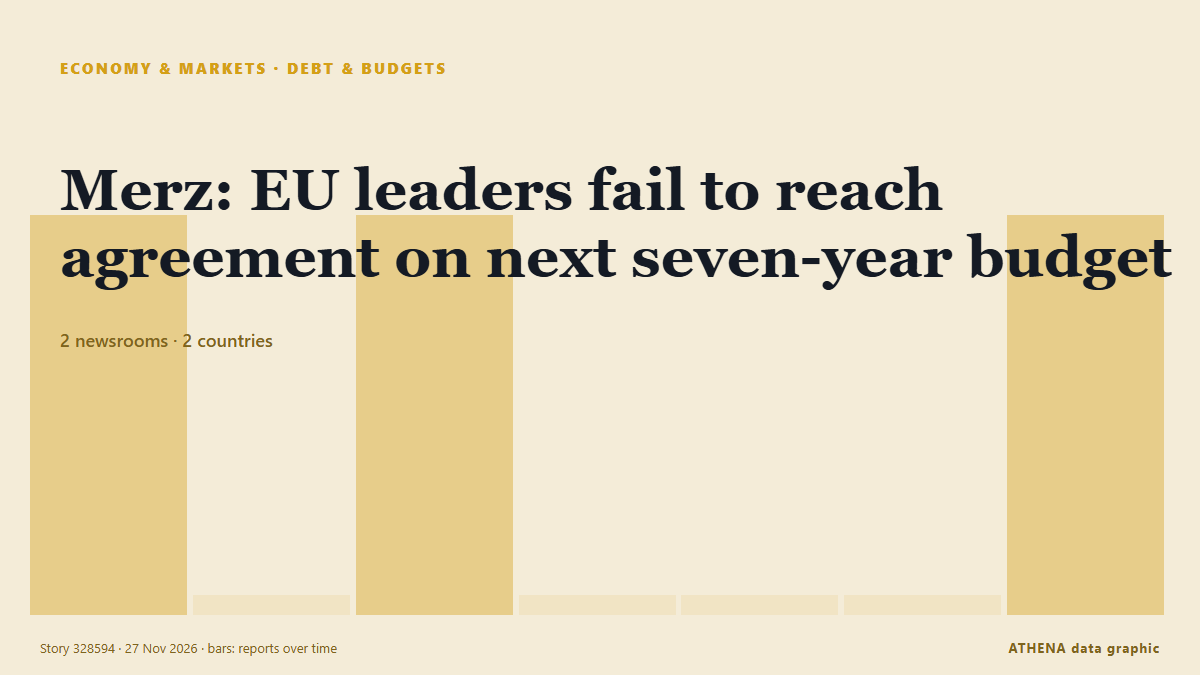 ECONOMY & MARKETS · DEBT & BUDGETS
Merz: EU leaders fail to reach
agreement on next seven-year budget
2 newsrooms · 2 countries
Story 328594 · 27 Nov 2026 · bars: reports over time
ATHENA data graphic